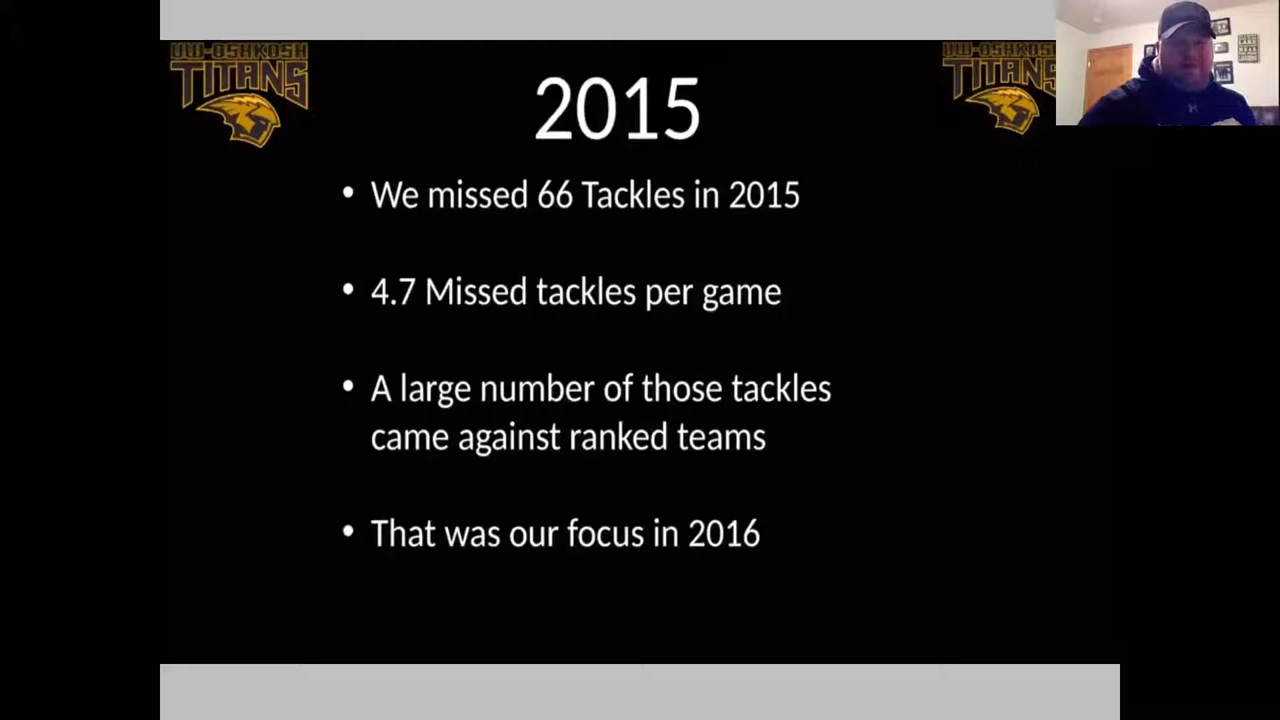 UW-OSHKOSH
TITANS
UW-OSHKOSH
TITANS
2015
• We missed 66 Tackles in 2015
• 4.7 Missed tackles per game
• A large number of those tackles
came against ranked teams
• That was our focus in 2016